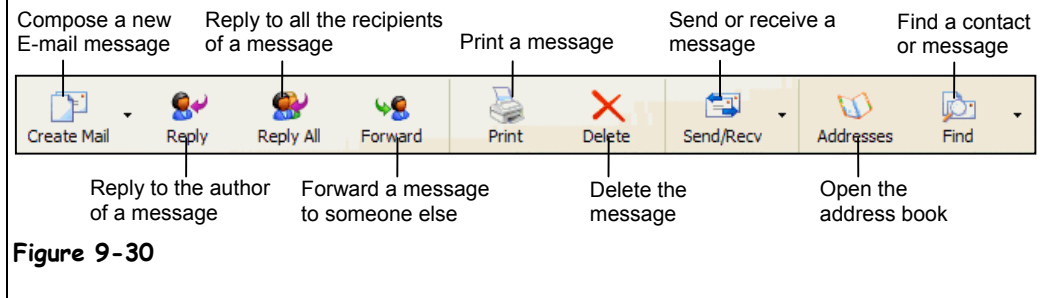 Compose a new
E-mail message
Reply to all the recipients
of a message
Print a message
Send or receive a
message
Find a contact
or message
Create Mail
Reply
Reply All
Forward
Print
Delete
Send/Recv
Addresses
Find
Reply to the author
of a message
Forward a message
to someone else
Delete the
message
Open the
address book
Figure 9-30